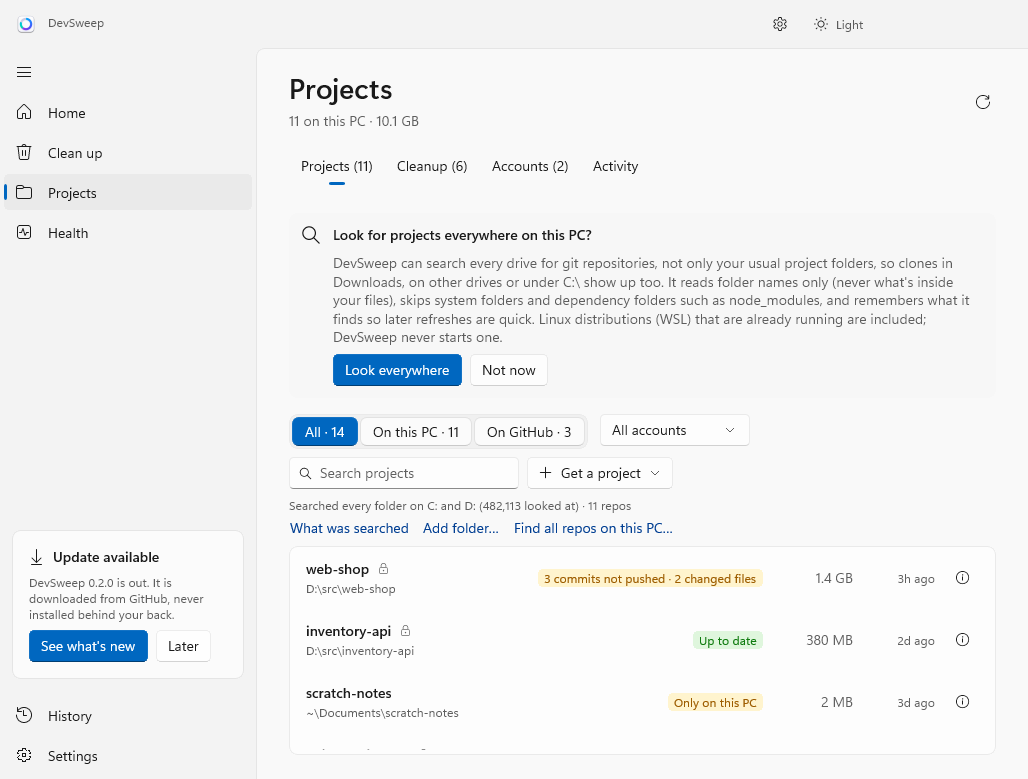 DevSweep
Light
Home
Clean up
Projects
Health
Projects
11 on this PC · 10.1 GB
Projects (11) Cleanup (6) Accounts (2) Activity
Look for projects everywhere on this PC?
DevSweep can search every drive for git repositories, not only your usual project folders, so clones in
Downloads, on other drives or under C:\ show up too. It reads folder names only (never what's inside
your files), skips system folders and dependency folders such as node_modules, and remembers what it
finds so later refreshes are quick. Linux distributions (WSL) that are already running are included;
DevSweep never starts one.
Look everywhere Not now
All · 14 On this PC · 11 On GitHub · 3 All accounts
Search projects Get a project
Searched every folder on C: and D: (482,113 looked at) · 11 repos
What was searched Add folder... Find all repos on this PC...
web-shop
D:\src\web-shop
3 commits not pushed · 2 changed files 1.4 GB 3h ago
inventory-api
D:\src\inventory-api
Up to date 380 MB 2d ago
scratch-notes
~\Documents\scratch-notes
Only on this PC 2 MB 3d ago
Update available
DevSweep 0.2.0 is out. It is
downloaded from GitHub, never
installed behind your back.
See what's new Later
History
Settings